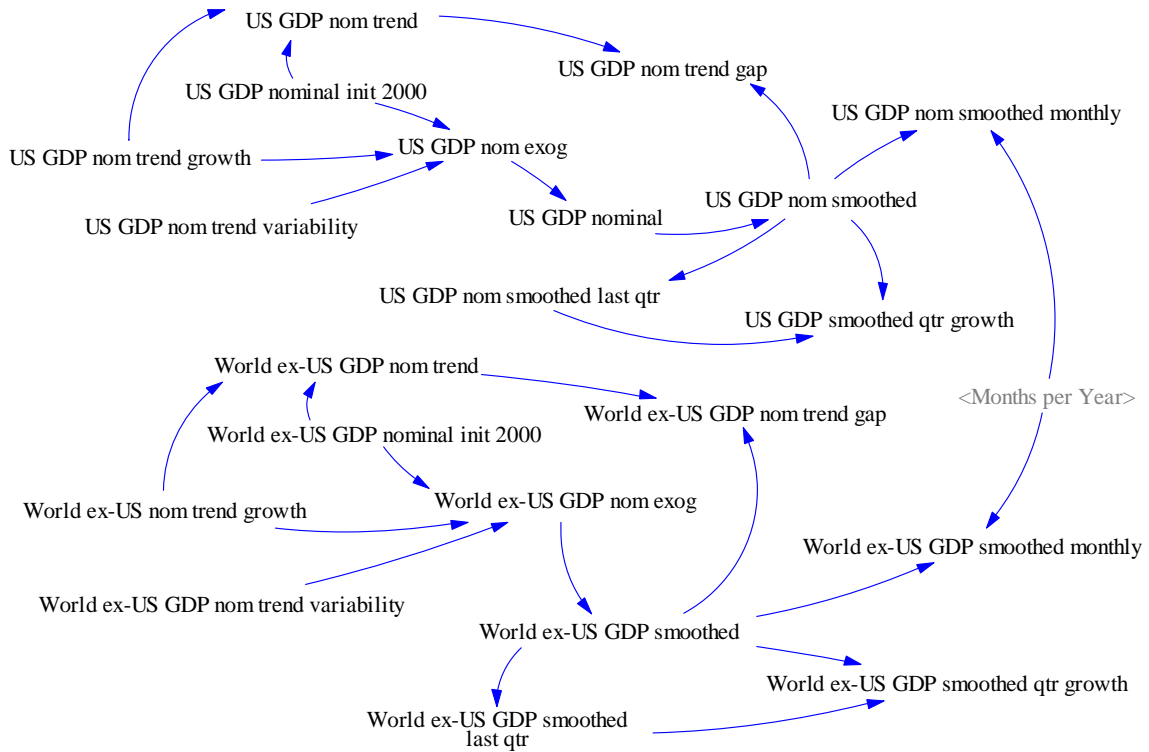 US GDP nom trend
US GDP nom trend gap
US GDP nominal init 2000
US GDP nom smoothed monthly
US GDP nom exog
US GDP nom trend growth
US GDP nom smoothed
US GDP nominal
US GDP nom trend variability
US GDP nom smoothed last qtr
US GDP smoothed qtr growth
World ex-US GDP nom trend
<Months per Year>
World ex-US GDP nom trend gap
World ex-US GDP nominal init 2000
World ex-US GDP nom exog
World ex-US nom trend growth
World ex-US GDP smoothed monthly
World ex-US GDP nom trend variability
World ex-US GDP smoothed
World ex-US GDP smoothed qtr growth
World ex-US GDP smoothed
last qtr